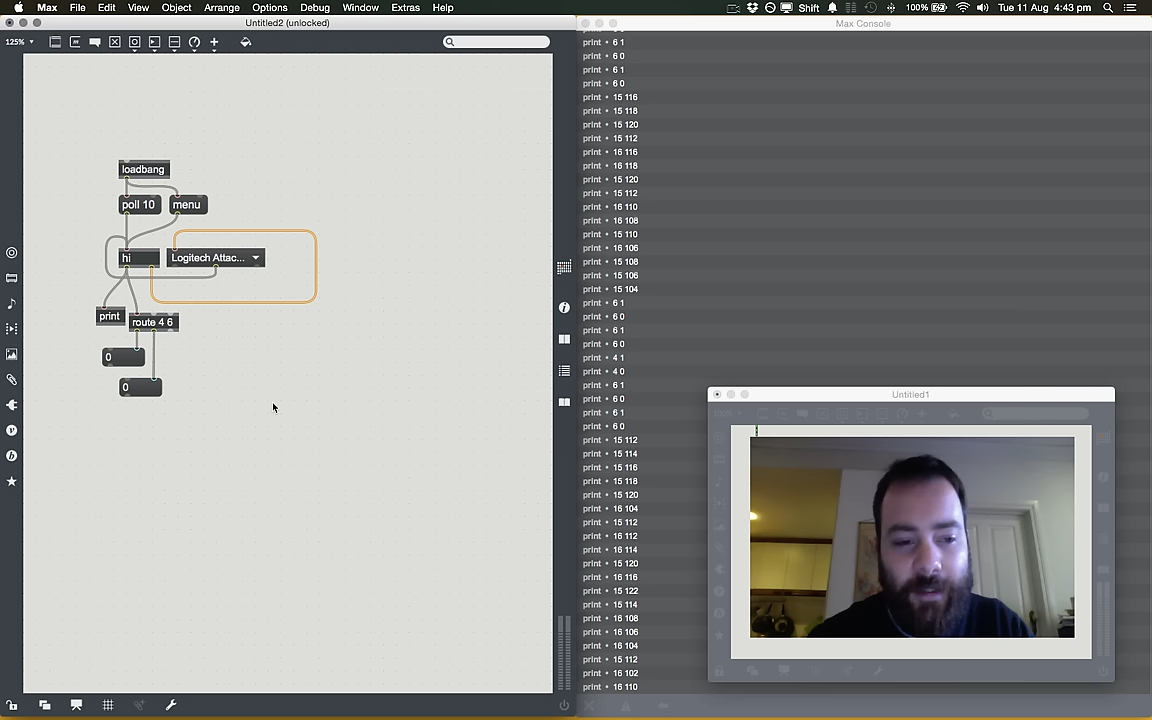 Max File Edit View Object Arrange Options Debug Window Extras Help Shift 100% Tue 11 Aug 4:43 pm
Untitled2 (unlocked)
Max Console
125%
loadbang
poll 10 menu
hi Logitech Attac...
print route 4 6
0
0
print • 6 1
print • 6 0
print • 6 1
print • 6 0
print • 15 116
print • 15 118
print • 15 120
print • 15 112
print • 16 116
print • 16 118
print • 15 120
print • 15 112
print • 16 110
print • 16 108
print • 15 110
print • 16 106
print • 15 108
print • 15 106
print • 15 104
print • 6 1
print • 6 0
print • 6 1
print • 6 0
print • 4 1
print • 4 0
print • 6 1
print • 6 0
print • 6 1
print • 6 0
print • 15 112
print • 15 114
print • 15 116
print • 15 118
print • 15 120
print • 16 104
print • 15 112
print • 16 112
print • 16 114
print • 15 120
print • 16 116
print • 15 122
print • 15 114
print • 16 108
print • 16 106
print • 16 104
print • 15 112
print • 16 102
print • 16 110
Untitled1